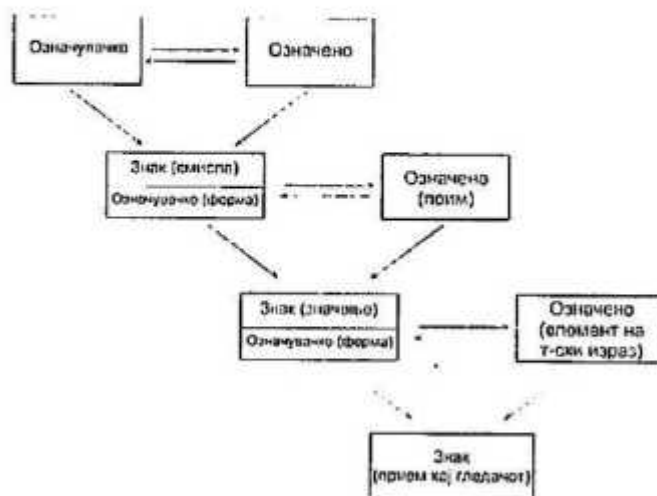 Означувачко
Означено
Знак (смисла)
Означувачко (форма)
Означено
(поим)
Знак (значење)
Означувачко (форма)
Означено
(елемент на
т-ски израз)
Знак
(прием кај гледачот)